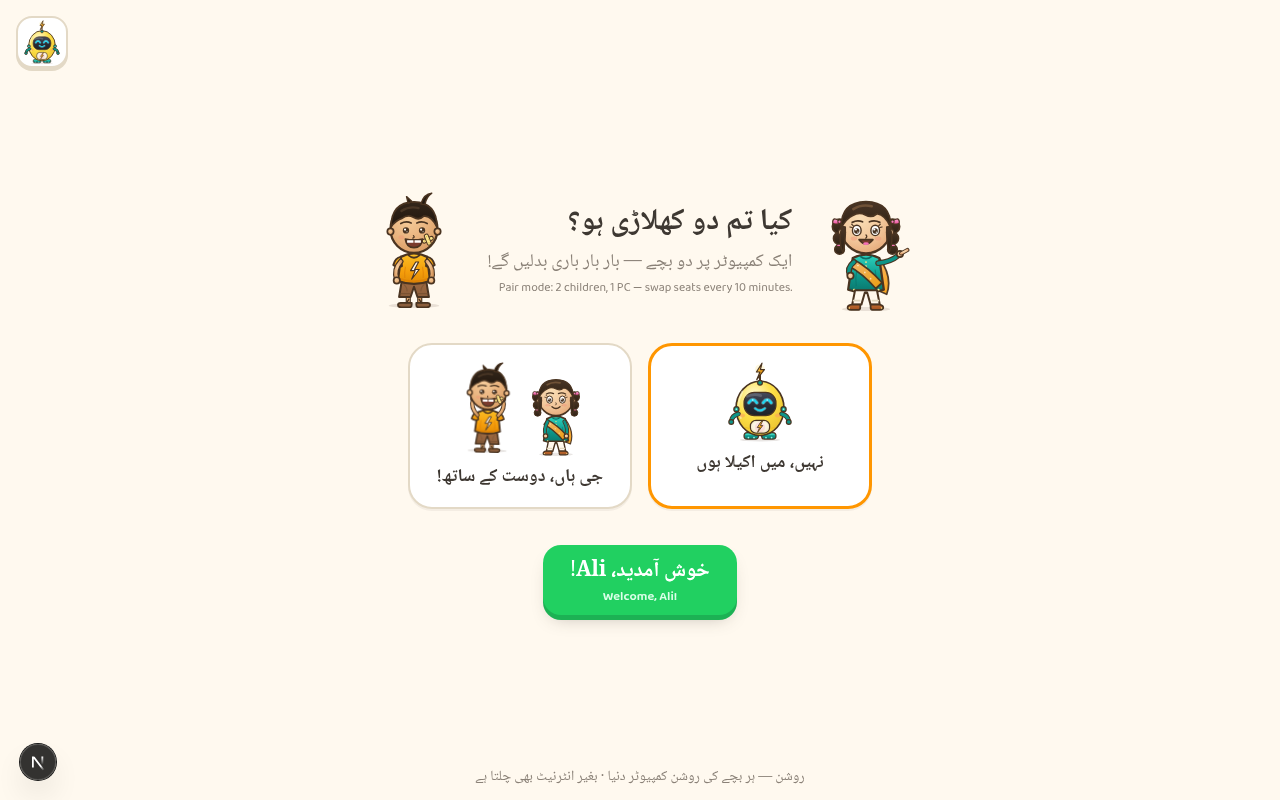 کیا تم دو کھلاڑی ہو؟
ایک کمپیوٹر پر دو بچے — بار بار باری بدلیں گے!
Pair mode: 2 children, 1 PC — swap seats every 10 minutes.
نہیں، میں اکیلا ہوں
جی ہاں، دوست کے ساتھ!
خوش آمدید، Ali!
Welcome, Ali!
روشن — ہر بچے کی روشن کمپیوٹر دنیا · بغیر انٹرنیٹ بھی چلتا ہے
N